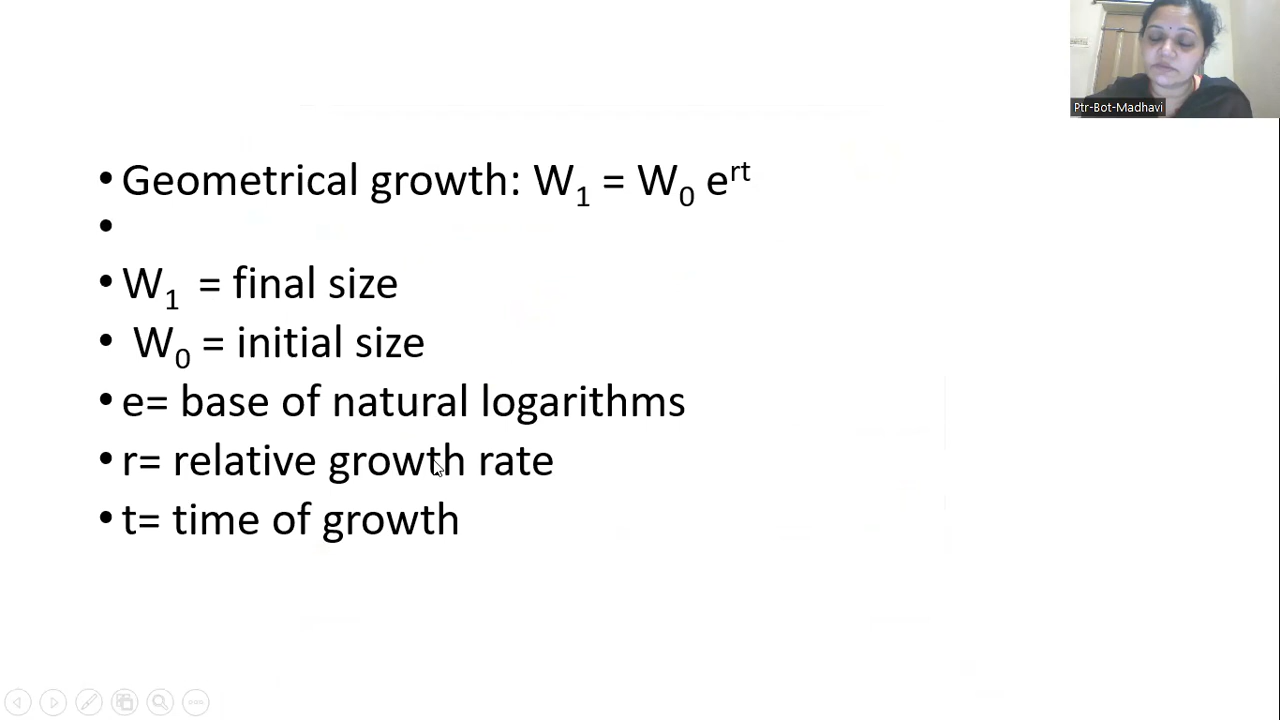 Ptr-Bot-Madhavi
• Geometrical growth: W₁ = W₀ eʳᵗ
•
• W₁ = final size
• W₀ = initial size
• e= base of natural logarithms
• r= relative growth rate
• t= time of growth